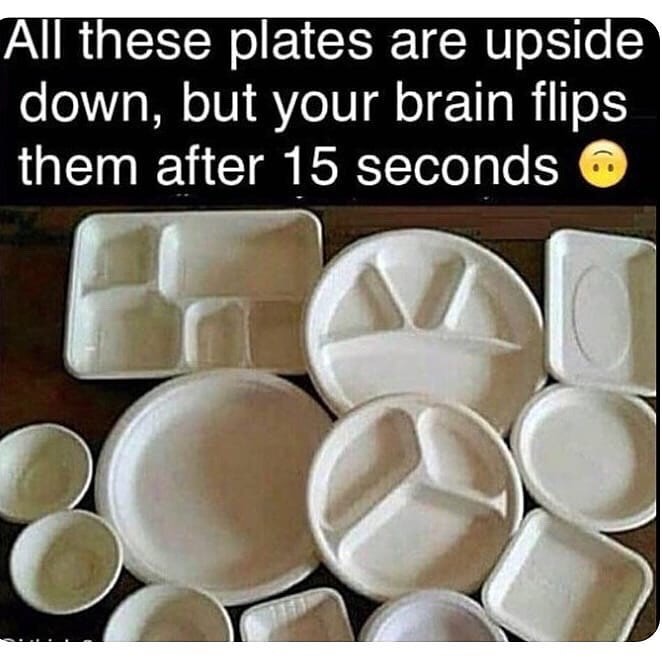 All these plates are upside
down, but your brain flips
them after 15 seconds 🙃